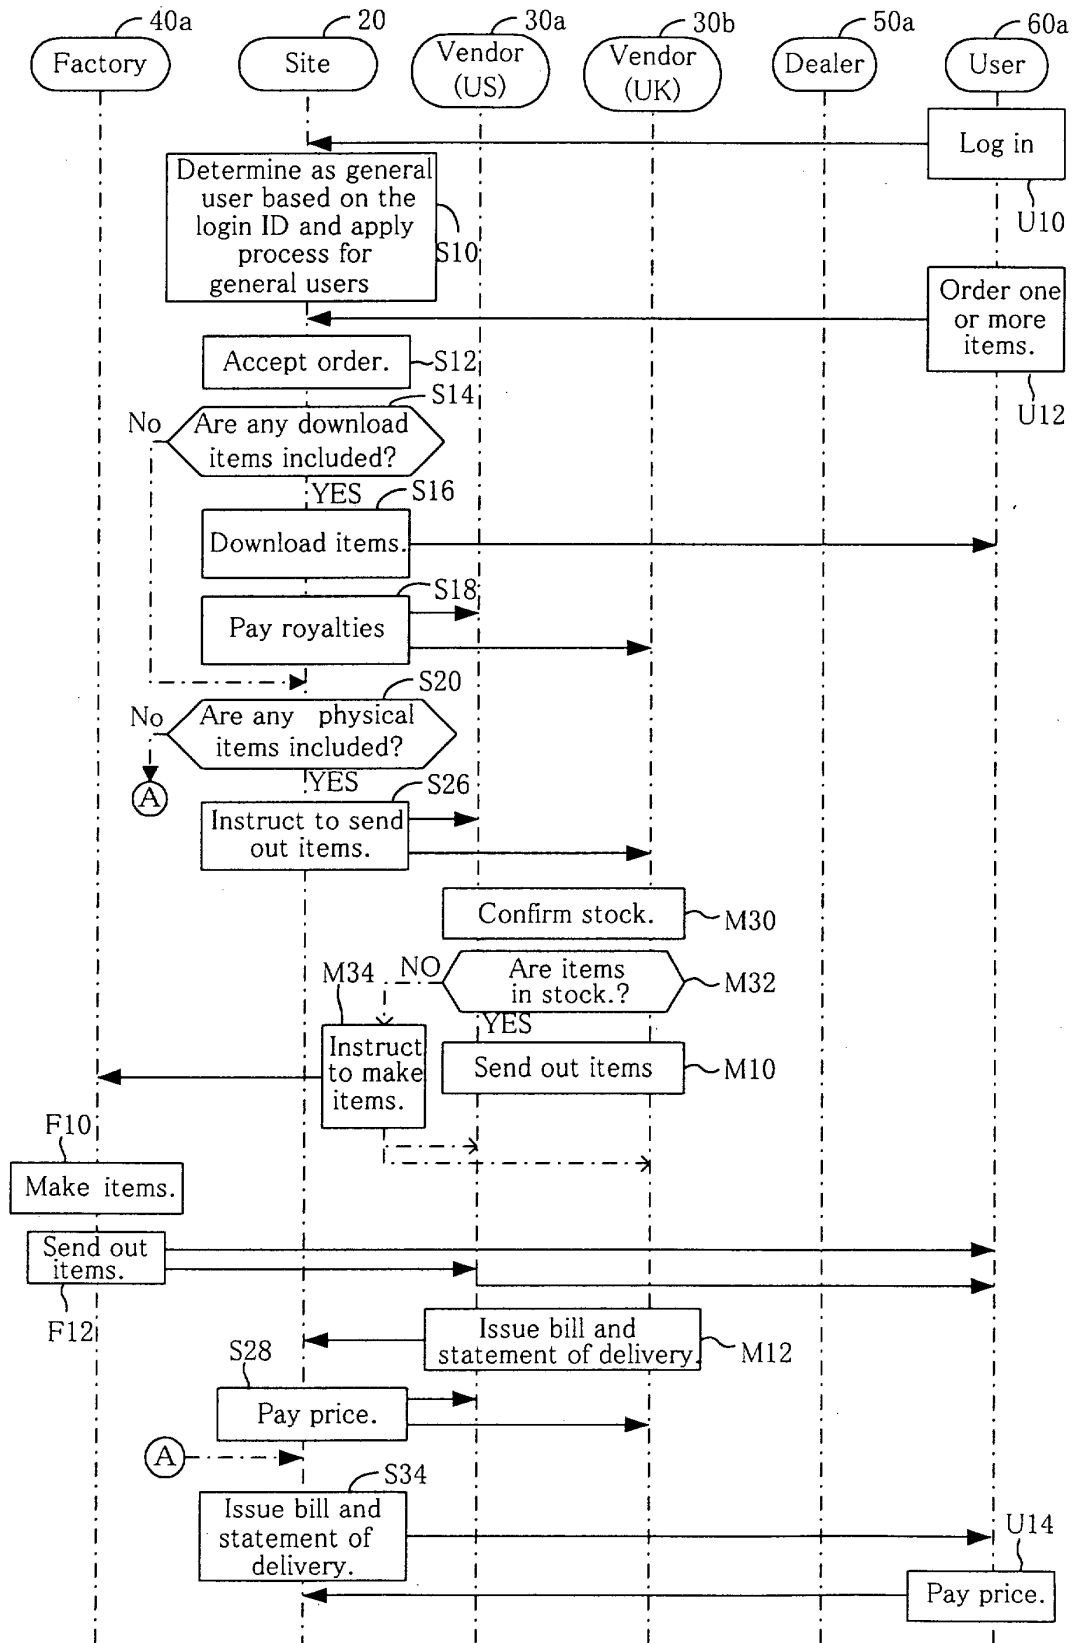 40a
20
30a
30b
50a
60a
Factory
Site
Vendor
(US)
Vendor
(UK)
Dealer
User
Log in
U10
Determine as general
user based on the
login ID and apply
process for
general users
S10
Order one
or more
items.
U12
Accept order.
S12
S14
No
Are any download
items included?
YES
S16
Download items.
S18
Pay royalties
S20
No
Are any physical
items included?
YES
A
S26
Instruct to send
out items.
Confirm stock.
M30
M34
NO
Are items
in stock.?
M32
YES
Instruct
to make
items.
Send out items
M10
F10
Make items.
Send out
items.
F12
Issue bill and
statement of delivery.
M12
S28
Pay price.
A
S34
Issue bill and
statement of
delivery.
U14
Pay price.